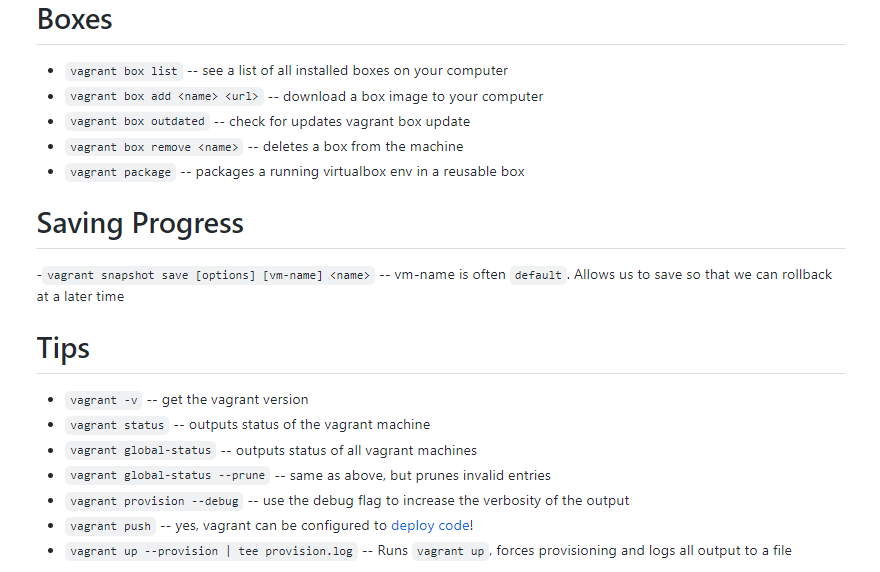 Boxes
• vagrant box list -- see a list of all installed boxes on your computer
• vagrant box add <name> <url> -- download a box image to your computer
• vagrant box outdated -- check for updates vagrant box update
• vagrant box remove <name> -- deletes a box from the machine
• vagrant package -- packages a running virtualbox env in a reusable box
Saving Progress
-vagrant snapshot save [options] [vm-name] <name> -- vm-name is often default. Allows us to save so that we can rollback
at a later time
Tips
• vagrant -v -- get the vagrant version
• vagrant status -- outputs status of the vagrant machine
• vagrant global-status -- outputs status of all vagrant machines
• vagrant global-status --prune -- same as above, but prunes invalid entries
• vagrant provision --debug -- use the debug flag to increase the verbosity of the output
• vagrant push -- yes, vagrant can be configured to deploy code!
• vagrant up --provision | tee provision.log -- Runs vagrant up, forces provisioning and logs all output to a file